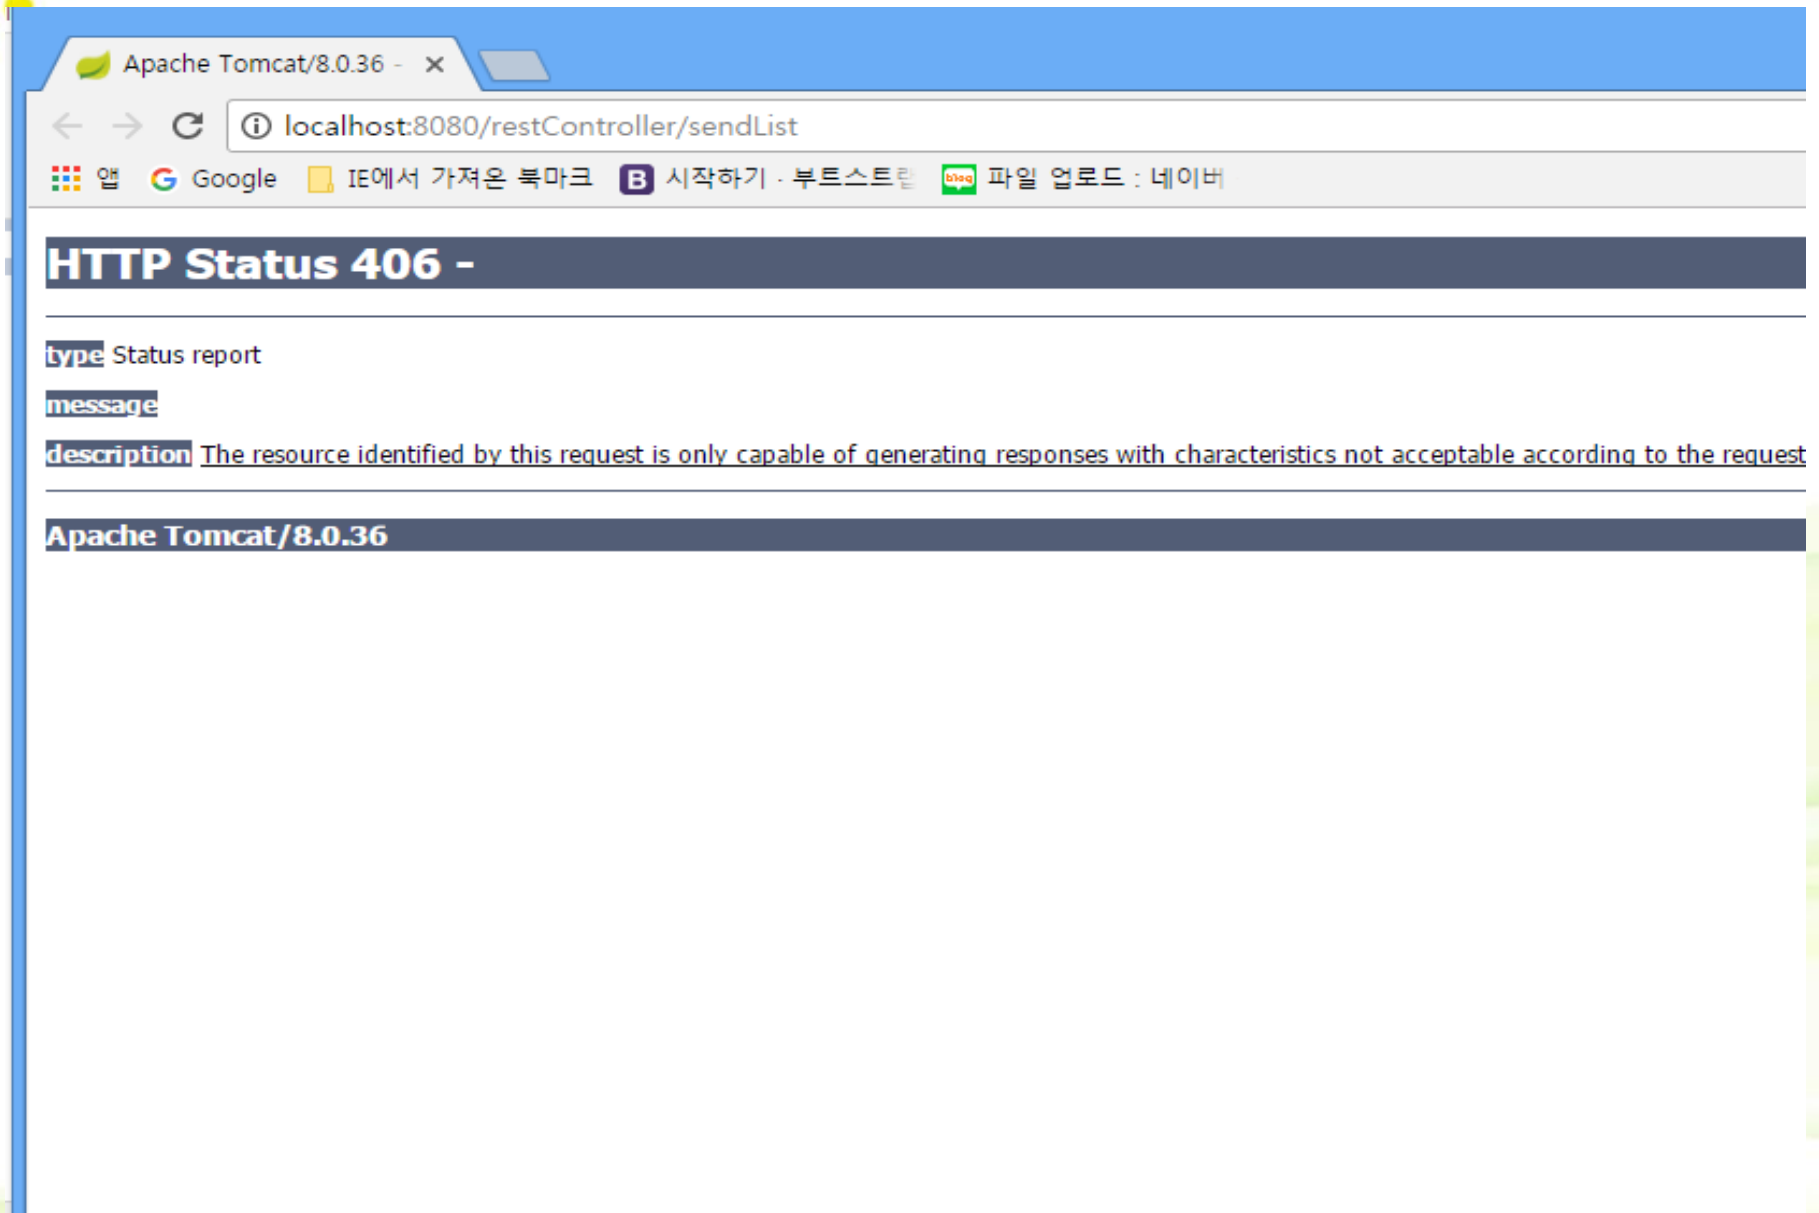 Apache Tomcat/8.0.36 -
localhost:8080/restController/sendList
앱 Google IE에서 가져온 북마크 B 시작하기 · 부트스트랩 blog 파일 업로드 : 네이버
HTTP Status 406 -
type Status report
message
description The resource identified by this request is only capable of generating responses with characteristics not acceptable according to the request
Apache Tomcat/8.0.36